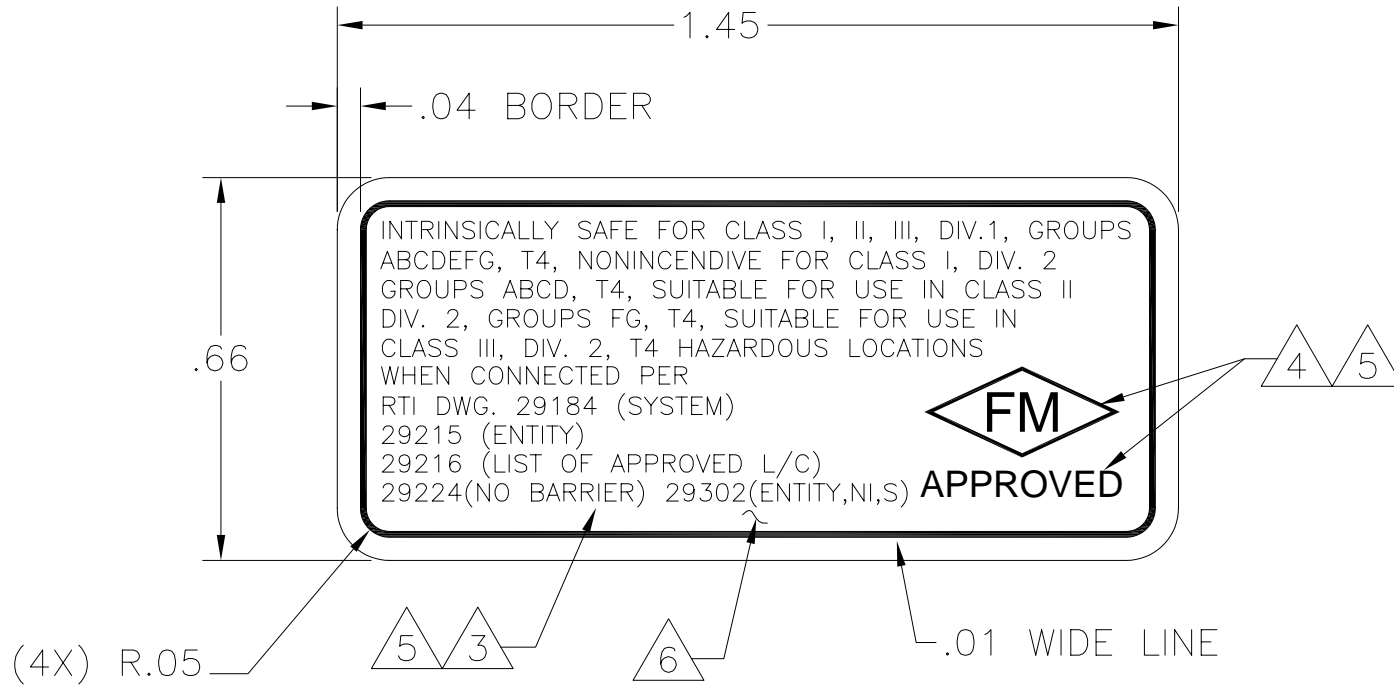 1.45
.04 BORDER
.66
INTRINSICALLY SAFE FOR CLASS I, II, III, DIV.1, GROUPS
ABCDEFG, T4, NONINCENDIVE FOR CLASS I, DIV. 2
GROUPS ABCD, T4, SUITABLE FOR USE IN CLASS II
DIV. 2, GROUPS FG, T4, SUITABLE FOR USE IN
CLASS III, DIV. 2, T4 HAZARDOUS LOCATIONS
WHEN CONNECTED PER
RTI DWG. 29184 (SYSTEM)
29215 (ENTITY)
29216 (LIST OF APPROVED L/C)
29224(NO BARRIER) 29302(ENTITY,NI,S)
FM
APPROVED
4 5
(4X) R.05
5 3
6
.01 WIDE LINE